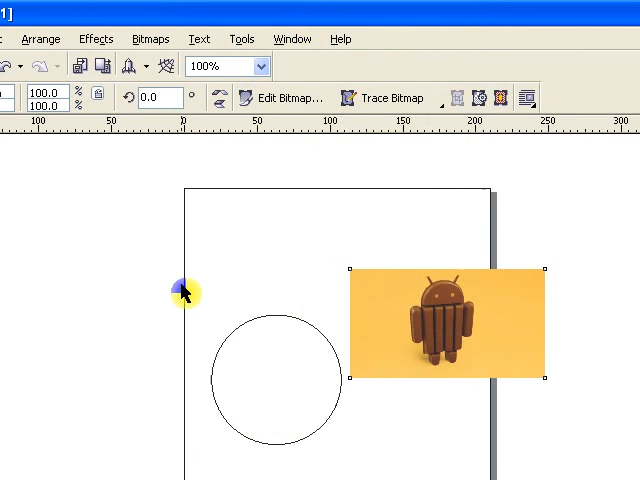 1]
Arrange Effects Bitmaps Text Tools Window Help
100%
100.0 % 0.0 ° Edit Bitmap... Trace Bitmap
100.0 %
100 50 0 50 100 150 200 250 300